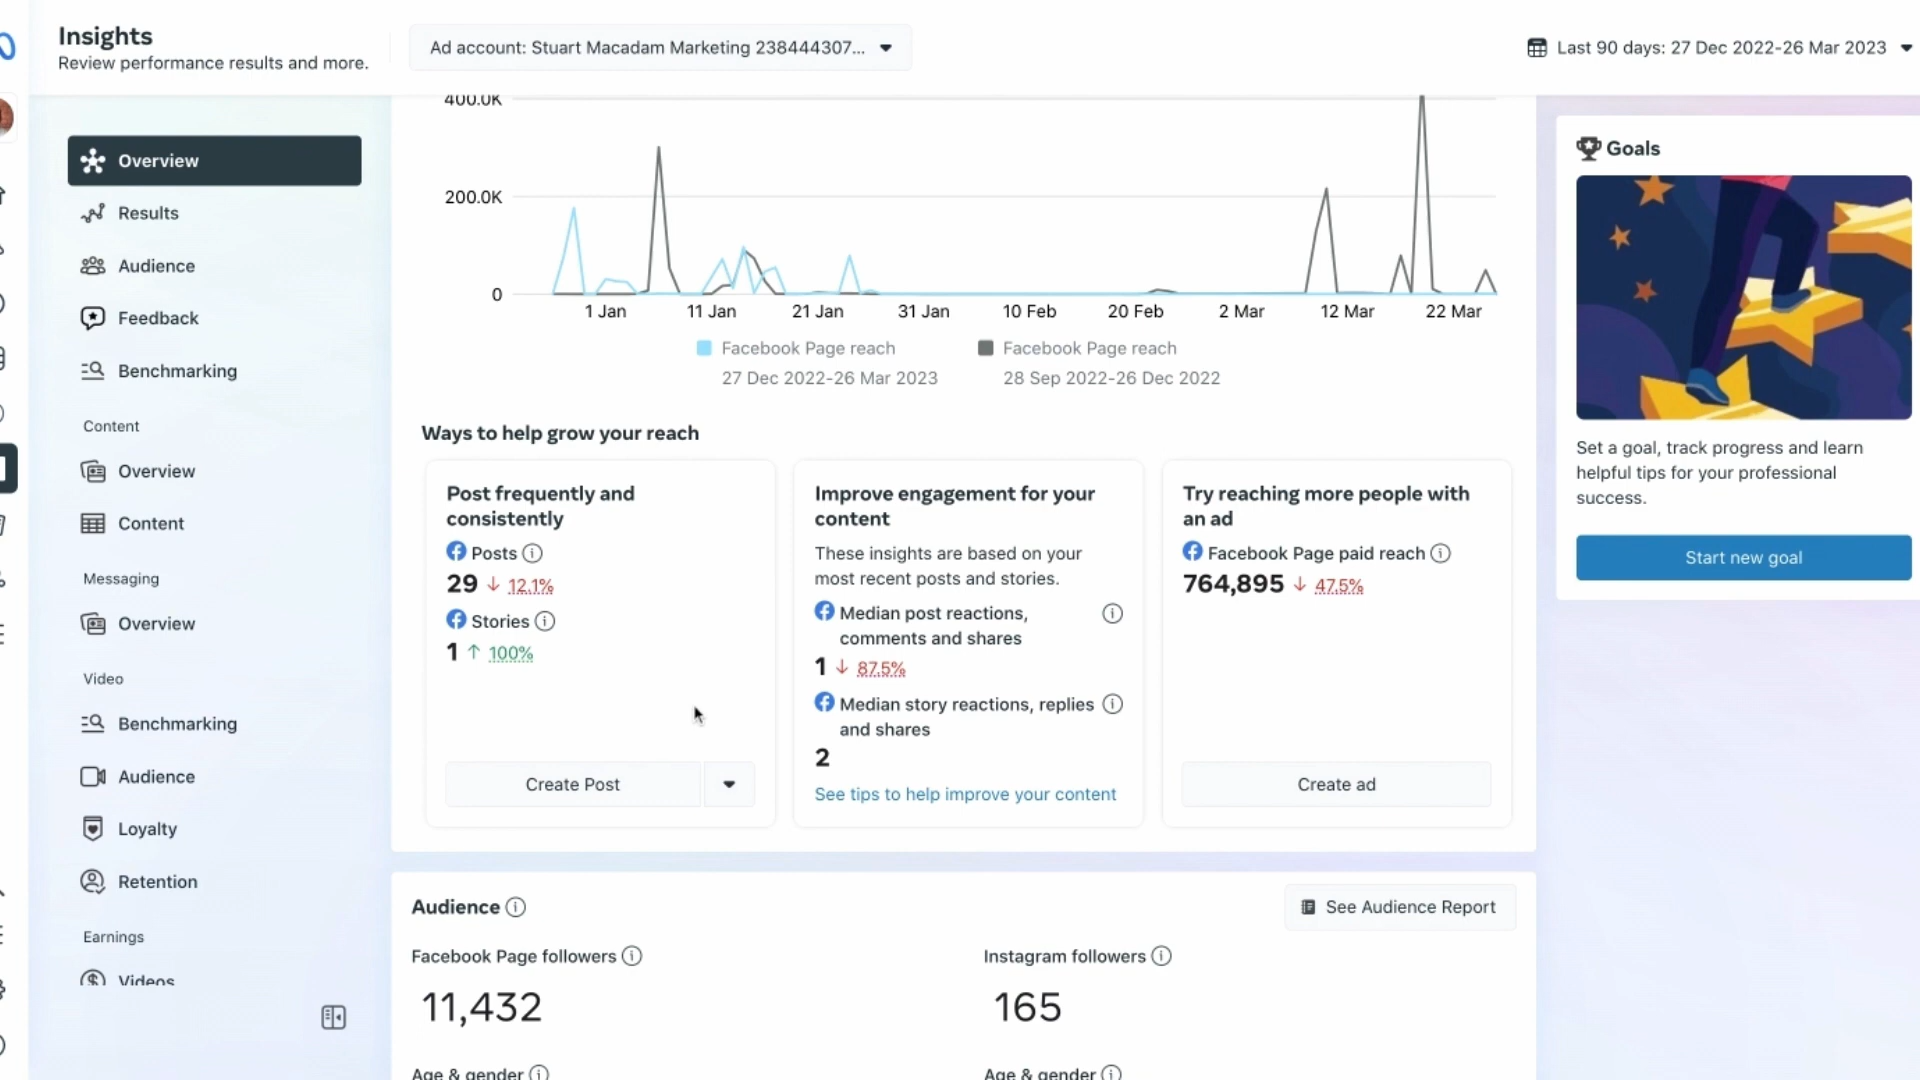 Insights
Review performance results and more.
Ad account: Stuart Macadam Marketing 238444307...
Last 90 days: 27 Dec 2022-26 Mar 2023
Overview
Results
Audience
Feedback
Benchmarking
Content
Overview
Content
Messaging
Overview
Video
Benchmarking
Audience
Loyalty
Retention
Earnings
Videos
400.0K
200.0K
0
1 Jan 11 Jan 21 Jan 31 Jan 10 Feb 20 Feb 2 Mar 12 Mar 22 Mar
Facebook Page reach
27 Dec 2022-26 Mar 2023
Facebook Page reach
28 Sep 2022-26 Dec 2022
Ways to help grow your reach
Post frequently and
consistently
Posts
29 ↓ 12.1%
Stories
1 ↑ 100%
Create Post
Improve engagement for your
content
These insights are based on your
most recent posts and stories.
Median post reactions,
comments and shares
1 ↓ 87.5%
Median story reactions, replies
and shares
2
See tips to help improve your content
Try reaching more people with
an ad
Facebook Page paid reach
764,895 ↓ 47.5%
Create ad
Audience
See Audience Report
Facebook Page followers
11,432
Age & gender
Instagram followers
165
Age & gender
Goals
Set a goal, track progress and learn
helpful tips for your professional
success.
Start new goal